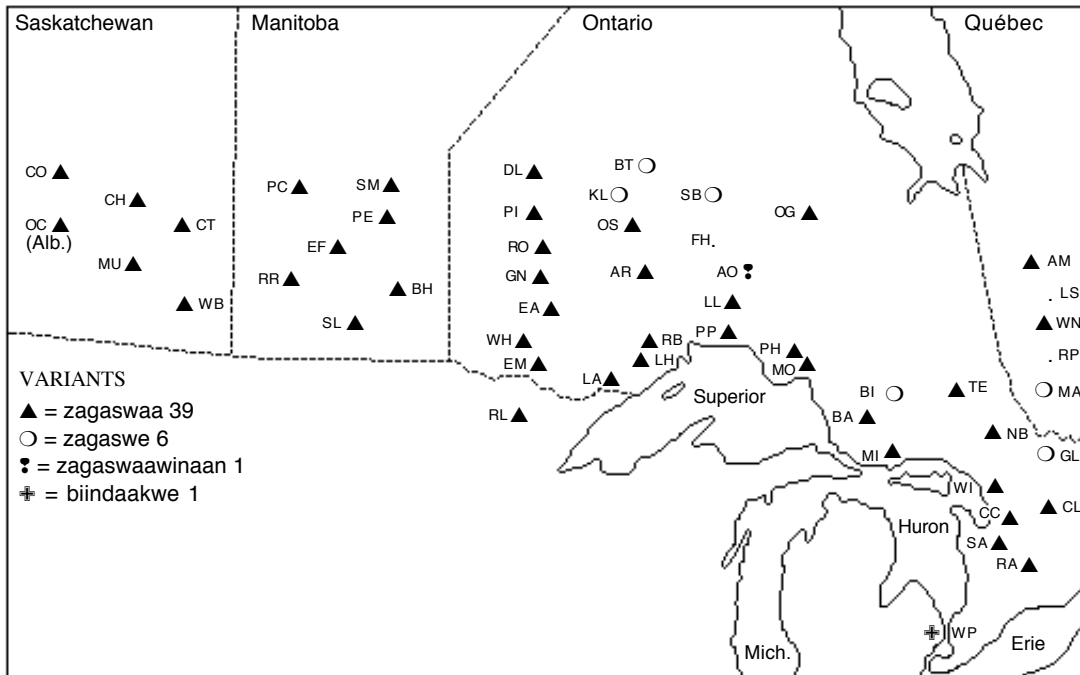 Saskatchewan
Manitoba
Ontario
Québec
CO
CH
OC
(Alb.)
CT
MU
WB
PC
SM
PE
EF
RR
BH
SL
DL
PI
RO
GN
EA
WH
EM
RL
BT
KL
SB
OS
OG
FH
AR
AO
LL
PP
RB
LH
LA
PH
MO
Superior
BI
BA
MI
TE
NB
AM
LS
WN
RP
MA
GL
WI
CC
CL
SA
RA
Huron
WP
Mich.
Erie
VARIANTS
= zagaswaa 39
= zagaswe 6
= zagaswaawinaan 1
= biindaakwe 1